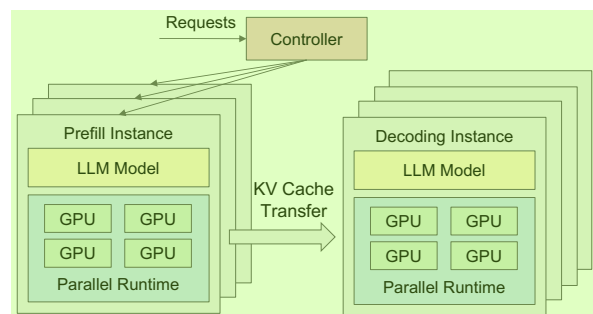 Requests
Controller
Prefill Instance
LLM Model
GPU GPU
GPU GPU
Parallel Runtime
KV Cache
Transfer
Decoding Instance
LLM Model
GPU GPU
GPU GPU
Parallel Runtime